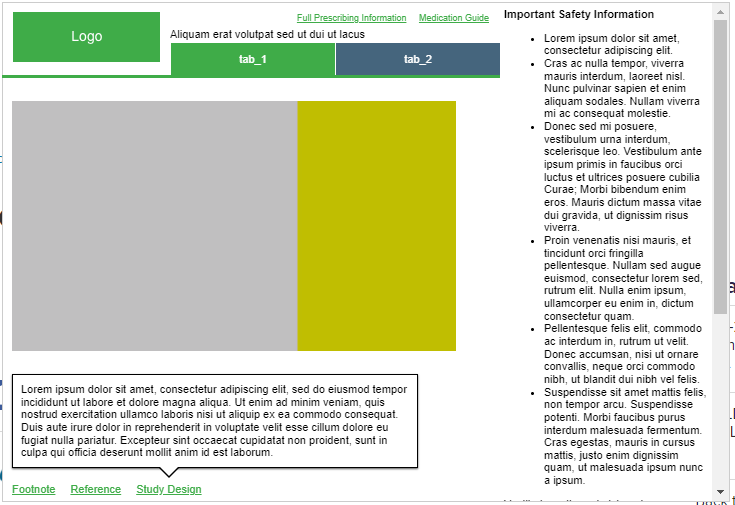 Logo
Full Prescribing Information Medication Guide
Aliquam erat volutpat sed ut dui ut lacus
tab_1 tab_2
Lorem ipsum dolor sit amet, consectetur adipiscing elit, sed do eiusmod tempor
incididunt ut labore et dolore magna aliqua. Ut enim ad minim veniam, quis
nostrud exercitation ullamco laboris nisi ut aliquip ex ea commodo consequat.
Duis aute irure dolor in reprehenderit in voluptate velit esse cillum dolore eu
fugiat nulla pariatur. Excepteur sint occaecat cupidatat non proident, sunt in
culpa qui officia deserunt mollit anim id est laborum.
Footnote Reference Study Design
Important Safety Information
• Lorem ipsum dolor sit amet,
consectetur adipiscing elit.
• Cras ac nulla tempor, viverra
mauris interdum, laoreet nisl.
Nunc pulvinar sapien et enim
aliquam sodales. Nullam viverra
mi ac consequat molestie.
• Donec sed mi posuere,
vestibulum urna interdum,
scelerisque leo. Vestibulum ante
ipsum primis in faucibus orci
luctus et ultrices posuere cubilia
Curae; Morbi bibendum enim
eros. Mauris dictum massa vitae
dui gravida, ut dignissim risus
viverra.
• Proin venenatis nisi mauris, et
tincidunt orci fringilla
pellentesque. Nullam sed augue
euismod, consectetur lorem sed,
rutrum elit. Nulla enim ipsum,
ullamcorper eu enim in, dictum
consectetur quam.
• Pellentesque felis elit, commodo
ac interdum in, rutrum ut velit.
Donec accumsan, nisi ut ornare
convallis, neque orci commodo
nibh, ut blandit dui nibh vel felis.
• Suspendisse sit amet mattis felis,
non tempor arcu. Suspendisse
potenti. Morbi faucibus purus
interdum malesuada fermentum.
Cras egestas, mauris in cursus
mattis, justo enim dignissim
quam, ut malesuada ipsum nunc
a ipsum.